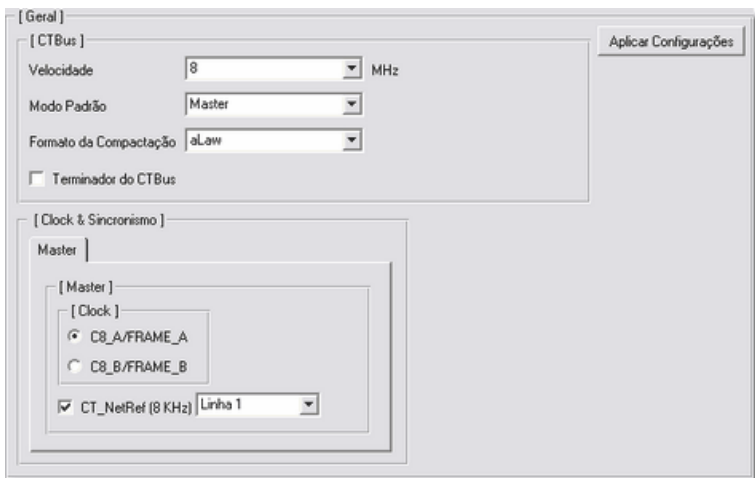 [ Geral ]
[ CTBus ]
Aplicar Configurações
Velocidade 8 MHz
Modo Padrão Master
Formato da Compactação aLaw
Terminador do CTBus
[ Clock & Sincronismo ]
Master
[ Master ]
[ Clock ]
C8_A/FRAME_A
C8_B/FRAME_B
CT_NetRef (8 KHz) Linha 1